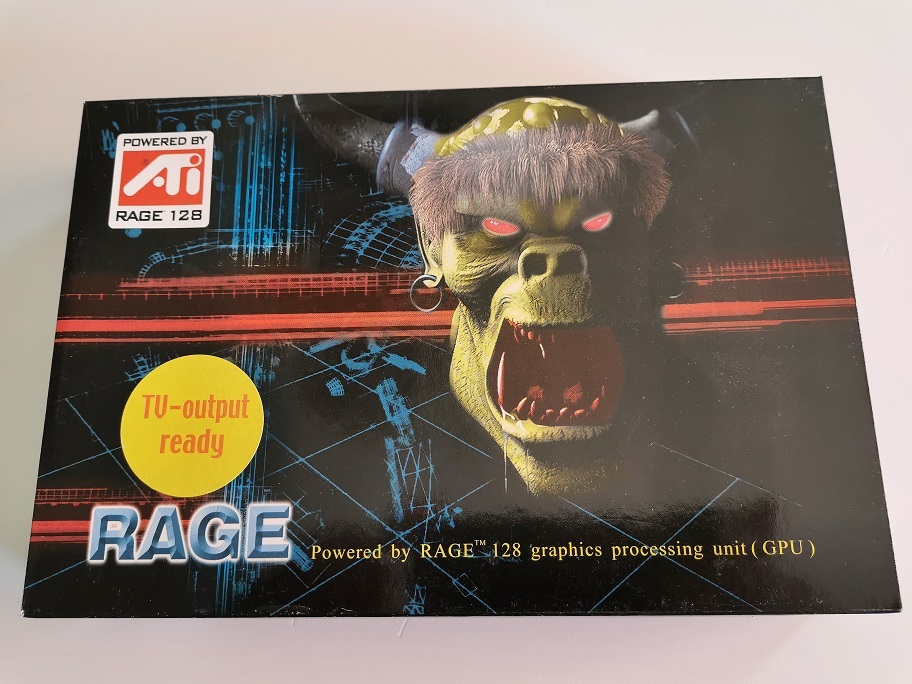 POWERED BY
ATi
RAGE 128
TV-output
ready
RAGE
Powered by RAGE™ 128 graphics processing unit ( GPU )